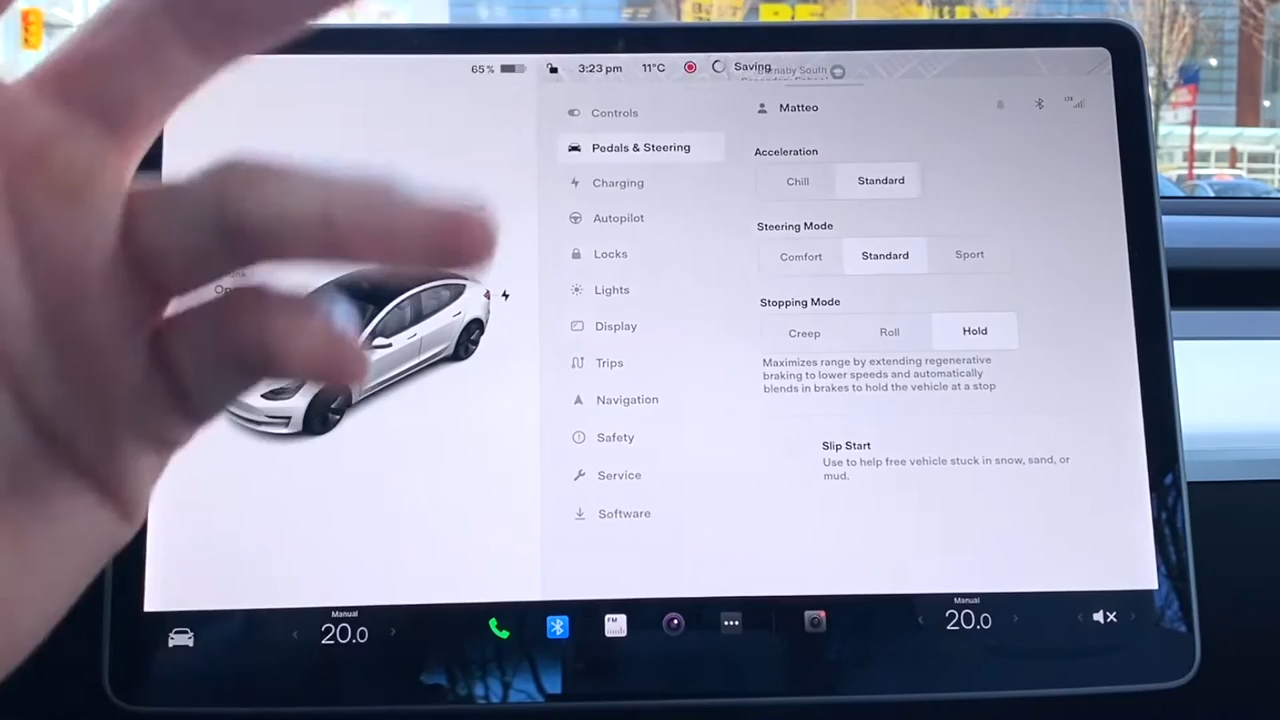 65%
3:23 pm
11°C
Saving
Matteo
LTE
Controls
Pedals & Steering
Charging
Autopilot
Locks
Lights
Display
Trips
Navigation
Safety
Service
Software
Acceleration
Chill
Standard
Steering Mode
Comfort
Standard
Sport
Stopping Mode
Creep
Roll
Hold
Maximizes range by extending regenerative
braking to lower speeds and automatically
blends in brakes to hold the vehicle at a stop
Slip Start
Use to help free vehicle stuck in snow, sand, or
mud.
Manual
20.0
FM
Manual
20.0